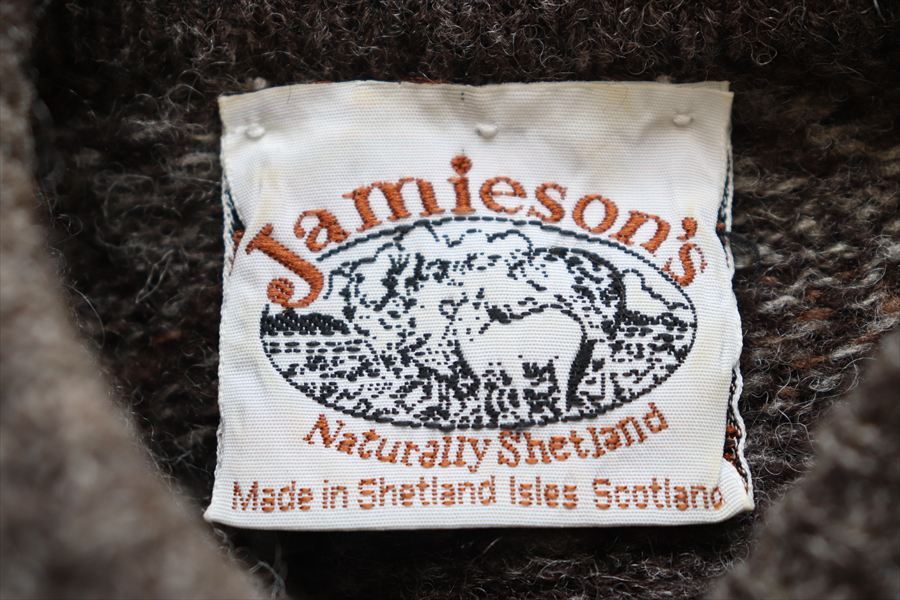 Jamieson's
Naturally Shetland
Made in Shetland Isles Scotland